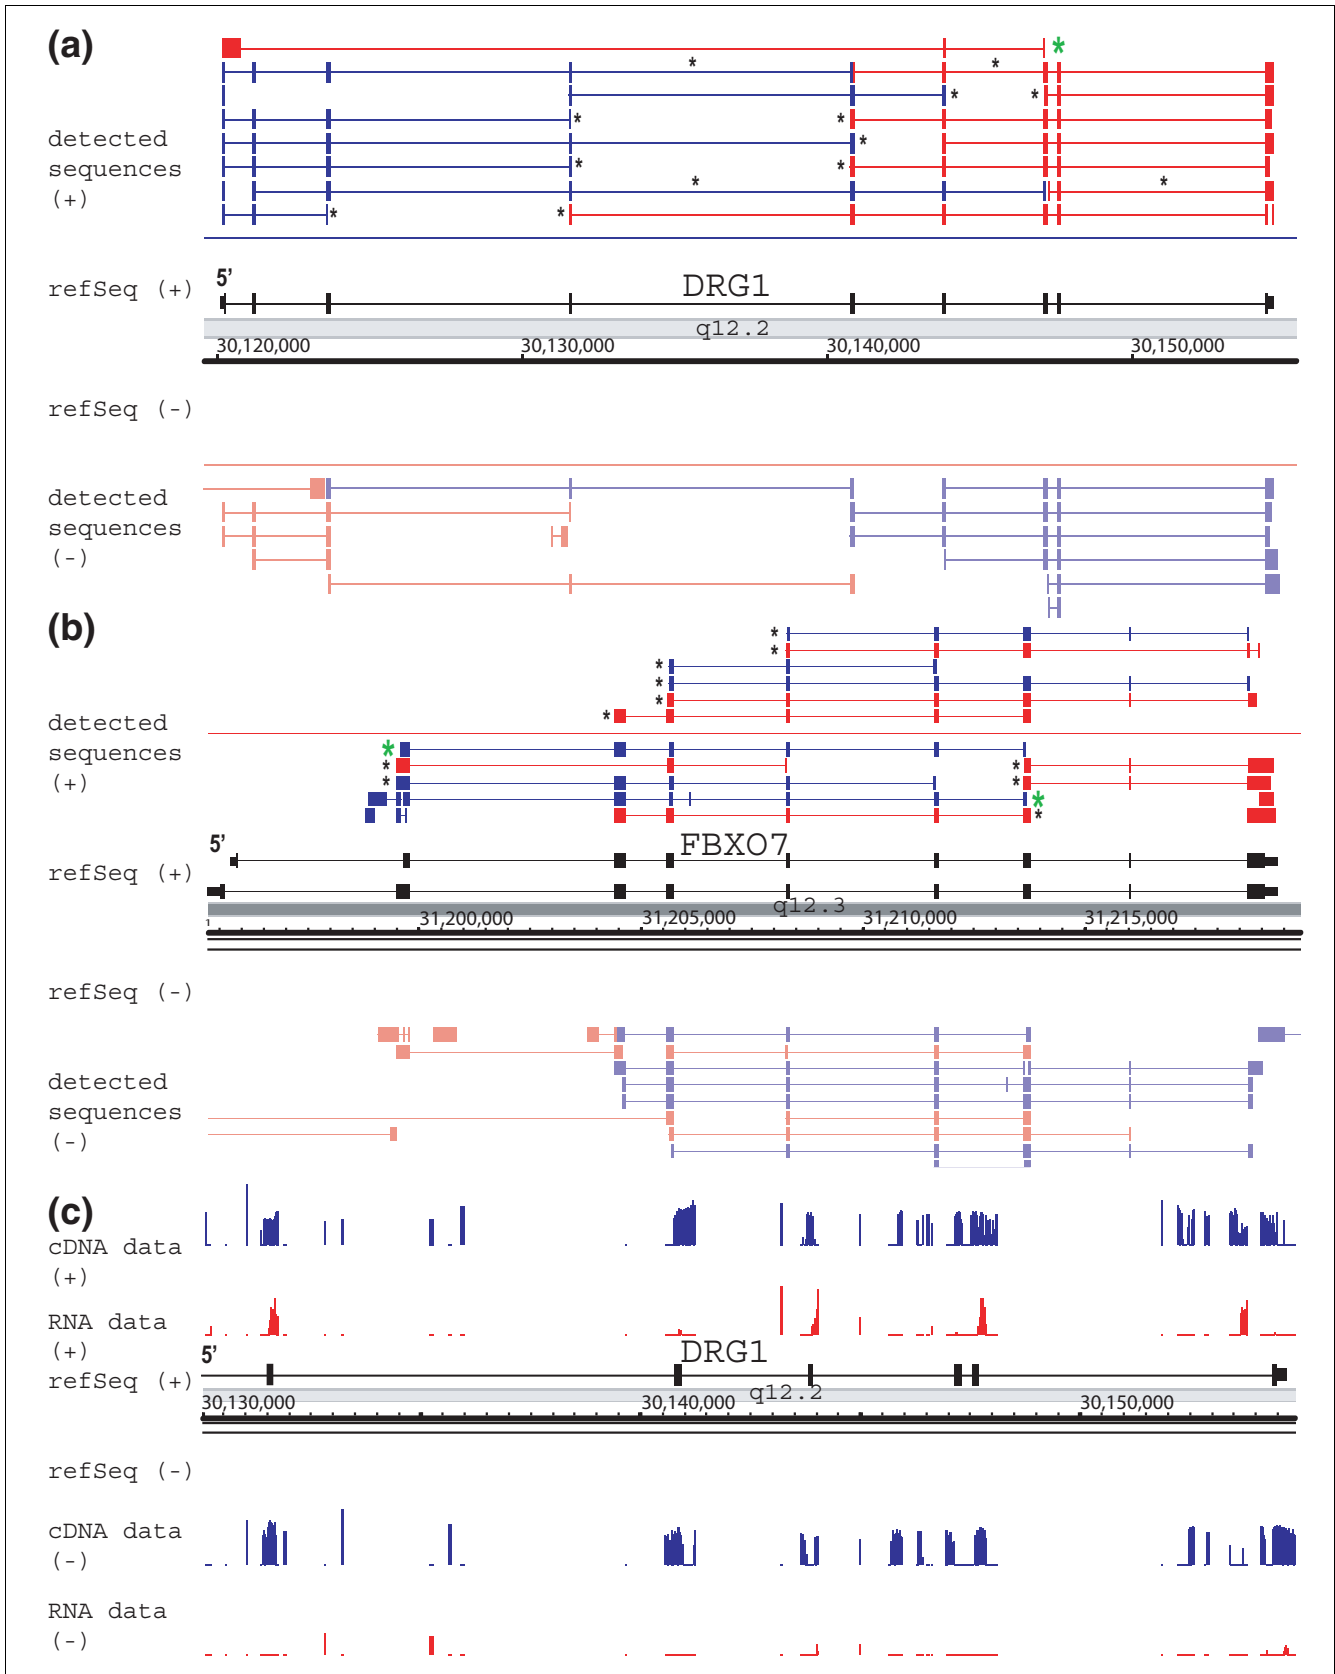 (a)
detected
sequences
(+)
5’
DRG1
refSeq (+)
q12.2
30,120,000 30,130,000 30,140,000 30,150,000
refSeq (-)
detected
sequences
(-)
(b)
detected
sequences
(+)
5’
FBXO7
refSeq (+)
q12.3
31,200,000 31,205,000 31,210,000 31,215,000
refSeq (-)
detected
sequences
(-)
(c)
cDNA data
(+)
RNA data
(+)
5’
DRG1
refSeq (+)
q12.2
30,130,000 30,140,000 30,150,000
refSeq (-)
cDNA data
(-)
RNA data
(-)